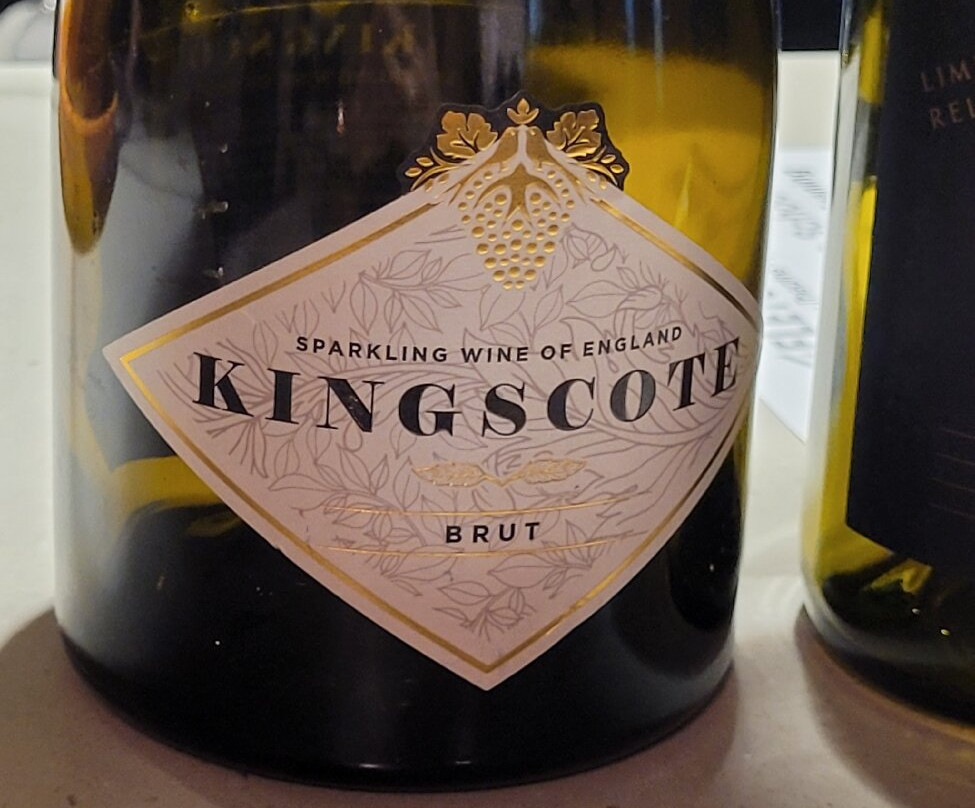 SPARKLING WINE OF ENGLAND
KINGSCOTE
BRUT